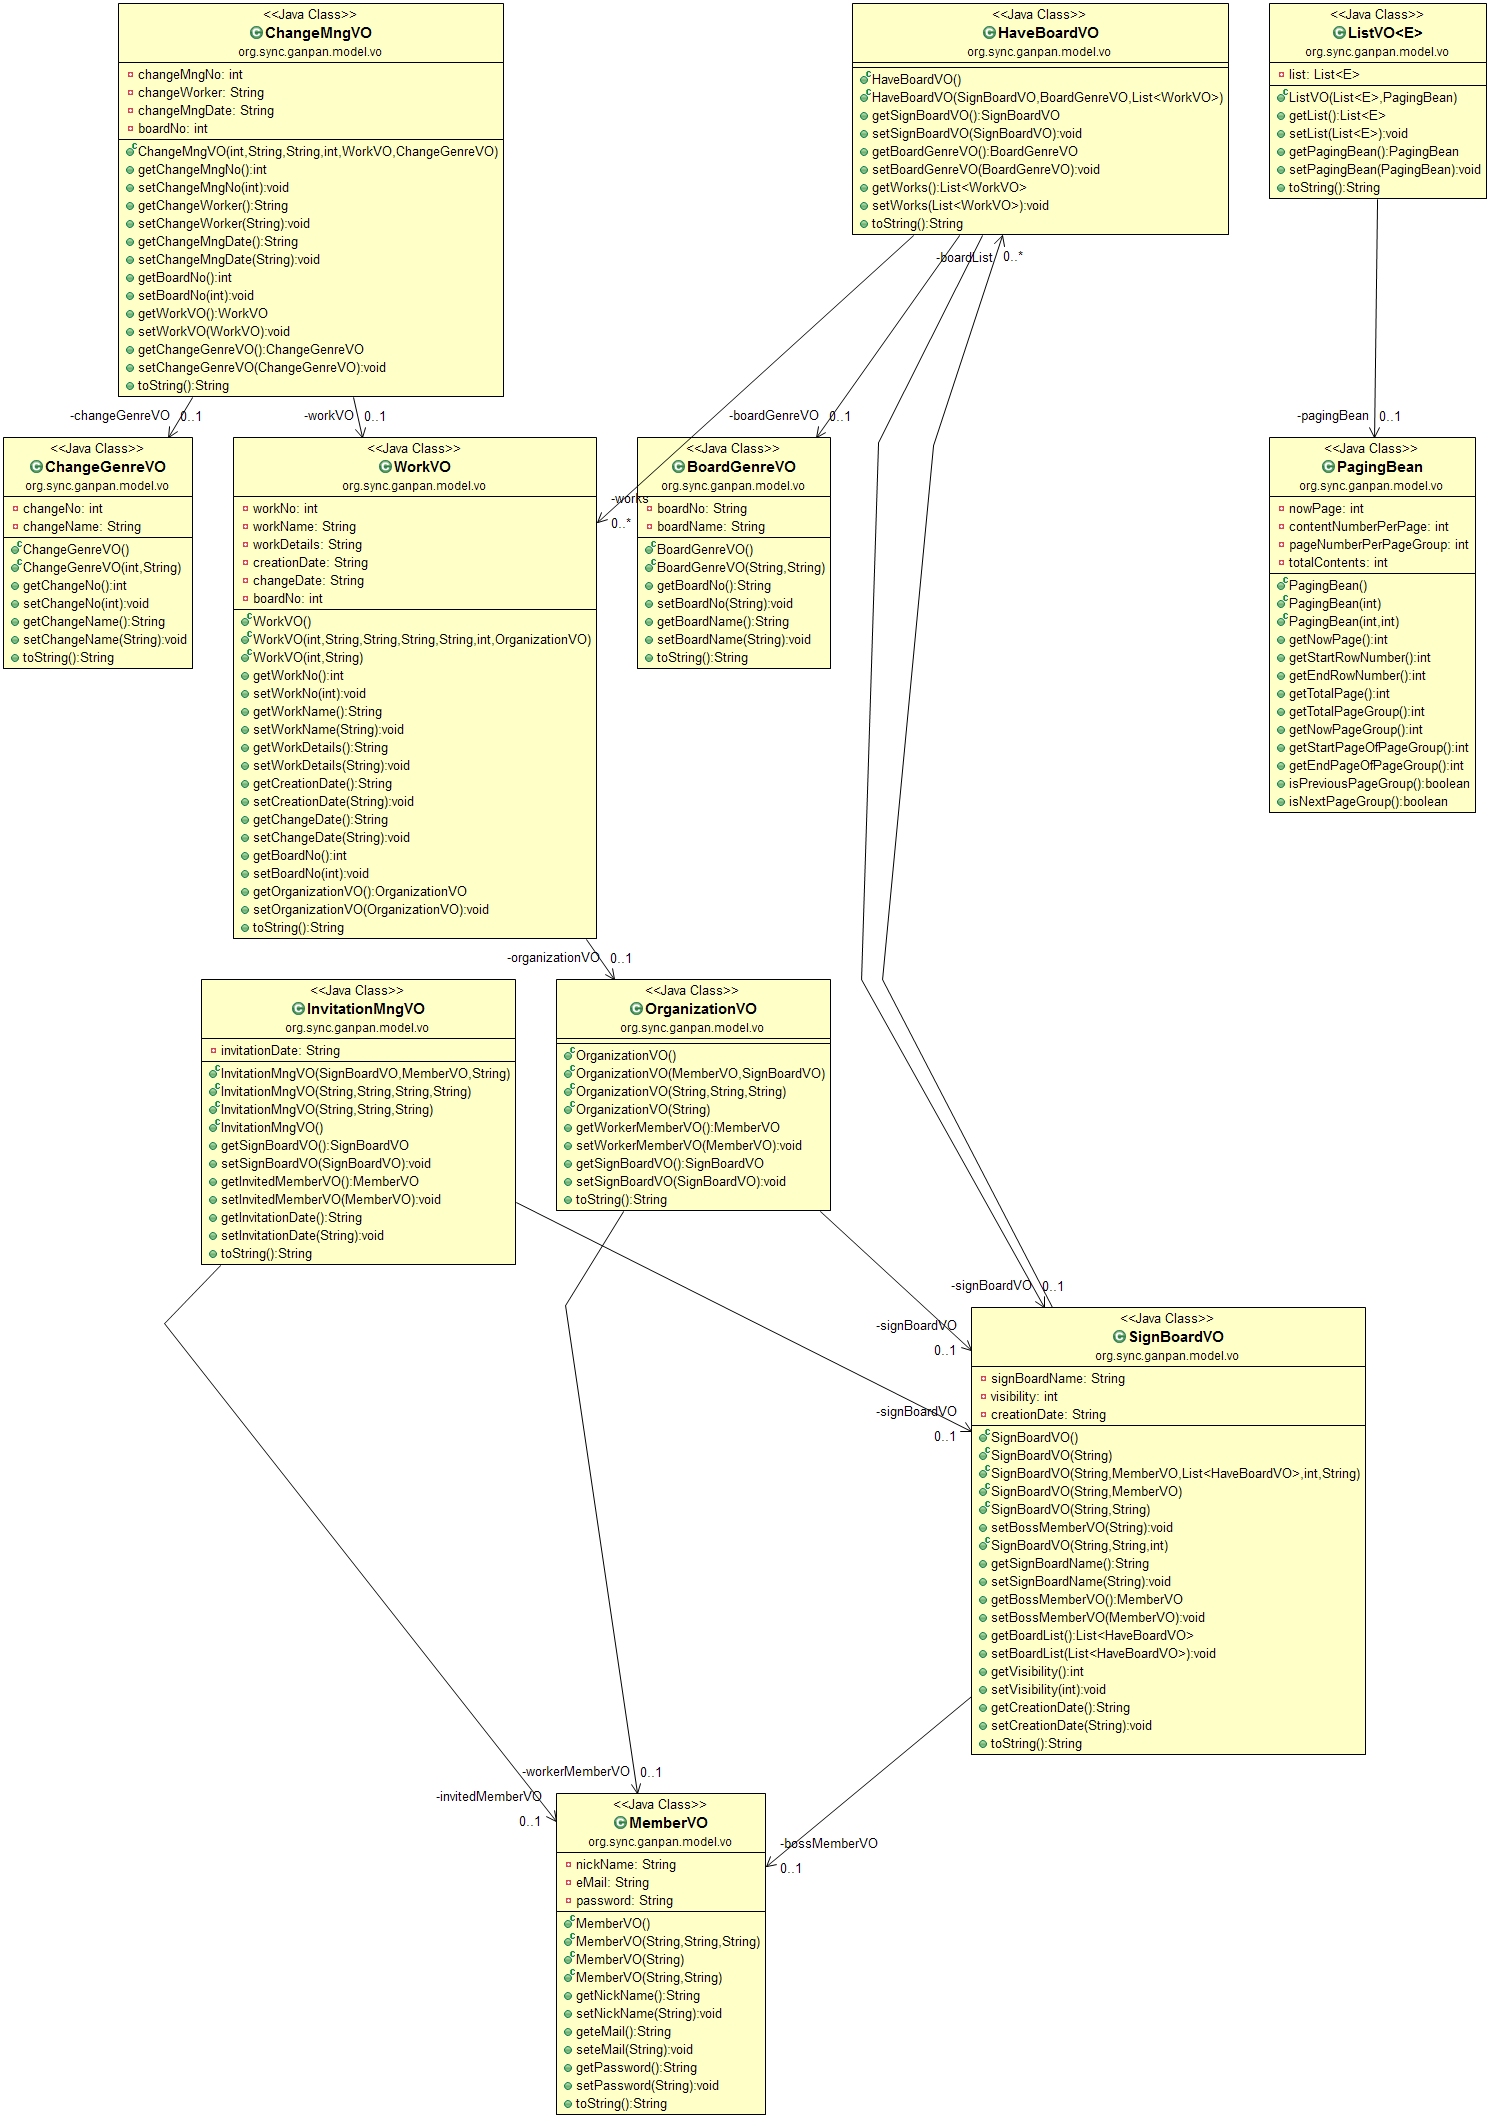 <<Java Class>>
ChangeMngVO
org.sync.ganpan.model.vo
changeMngNo: int
changeWorker: String
changeMngDate: String
boardNo: int
ChangeMngVO(int,String,String,int,WorkVO,ChangeGenreVO)
getChangeMngNo():int
setChangeMngNo(int):void
getChangeWorker():String
setChangeWorker(String):void
getChangeMngDate():String
setChangeMngDate(String):void
getBoardNo():int
setBoardNo(int):void
getWorkVO():WorkVO
setWorkVO(WorkVO):void
getChangeGenreVO():ChangeGenreVO
setChangeGenreVO(ChangeGenreVO):void
toString():String
<<Java Class>>
HaveBoardVO
org.sync.ganpan.model.vo
HaveBoardVO()
HaveBoardVO(SignBoardVO,BoardGenreVO,List<WorkVO>)
getSignBoardVO():SignBoardVO
setSignBoardVO(SignBoardVO):void
getBoardGenreVO():BoardGenreVO
setBoardGenreVO(BoardGenreVO):void
getWorks():List<WorkVO>
setWorks(List<WorkVO>):void
toString():String
<<Java Class>>
ListVO<E>
org.sync.ganpan.model.vo
list: List<E>
ListVO(List<E>,PagingBean)
getList():List<E>
setList(List<E>):void
getPagingBean():PagingBean
setPagingBean(PagingBean):void
toString():String
-boardList 0..*
-changeGenreVO 0..1
-workVO 0..1
-boardGenreVO 0..1
-pagingBean 0..1
<<Java Class>>
ChangeGenreVO
org.sync.ganpan.model.vo
changeNo: int
changeName: String
ChangeGenreVO()
ChangeGenreVO(int,String)
getChangeNo():int
setChangeNo(int):void
getChangeName():String
setChangeName(String):void
toString():String
<<Java Class>>
WorkVO
org.sync.ganpan.model.vo
workNo: int
workName: String
workDetails: String
creationDate: String
changeDate: String
boardNo: int
WorkVO()
WorkVO(int,String,String,String,String,int,OrganizationVO)
WorkVO(int,String)
getWorkNo():int
setWorkNo(int):void
getWorkName():String
setWorkName(String):void
getWorkDetails():String
setWorkDetails(String):void
getCreationDate():String
setCreationDate(String):void
getChangeDate():String
setChangeDate(String):void
getBoardNo():int
setBoardNo(int):void
getOrganizationVO():OrganizationVO
setOrganizationVO(OrganizationVO):void
toString():String
-works
0..*
<<Java Class>>
BoardGenreVO
org.sync.ganpan.model.vo
boardNo: String
boardName: String
BoardGenreVO()
BoardGenreVO(String,String)
getBoardNo():String
setBoardNo(String):void
getBoardName():String
setBoardName(String):void
toString():String
<<Java Class>>
PagingBean
org.sync.ganpan.model.vo
nowPage: int
contentNumberPerPage: int
pageNumberPerPageGroup: int
totalContents: int
PagingBean()
PagingBean(int)
PagingBean(int,int)
getNowPage():int
getStartRowNumber():int
getEndRowNumber():int
getTotalPage():int
getTotalPageGroup():int
getNowPageGroup():int
getStartPageOfPageGroup():int
getEndPageOfPageGroup():int
isPreviousPageGroup():boolean
isNextPageGroup():boolean
-organizationVO 0..1
<<Java Class>>
InvitationMngVO
org.sync.ganpan.model.vo
invitationDate: String
InvitationMngVO(SignBoardVO,MemberVO,String)
InvitationMngVO(String,String,String,String)
InvitationMngVO(String,String,String)
InvitationMngVO()
getSignBoardVO():SignBoardVO
setSignBoardVO(SignBoardVO):void
getInvitedMemberVO():MemberVO
setInvitedMemberVO(MemberVO):void
getInvitationDate():String
setInvitationDate(String):void
toString():String
<<Java Class>>
OrganizationVO
org.sync.ganpan.model.vo
OrganizationVO()
OrganizationVO(MemberVO,SignBoardVO)
OrganizationVO(String,String,String)
OrganizationVO(String)
getWorkerMemberVO():MemberVO
setWorkerMemberVO(MemberVO):void
getSignBoardVO():SignBoardVO
setSignBoardVO(SignBoardVO):void
toString():String
-signBoardVO 0..1
-signBoardVO
0..1
-signBoardVO
0..1
<<Java Class>>
SignBoardVO
org.sync.ganpan.model.vo
signBoardName: String
visibility: int
creationDate: String
SignBoardVO()
SignBoardVO(String)
SignBoardVO(String,MemberVO,List<HaveBoardVO>,int,String)
SignBoardVO(String,MemberVO)
SignBoardVO(String,String)
setBossMemberVO(String):void
SignBoardVO(String,String,int)
getSignBoardName():String
setSignBoardName(String):void
getBossMemberVO():MemberVO
setBossMemberVO(MemberVO):void
getBoardList():List<HaveBoardVO>
setBoardList(List<HaveBoardVO>):void
getVisibility():int
setVisibility(int):void
getCreationDate():String
setCreationDate(String):void
toString():String
-workerMemberVO 0..1
-invitedMemberVO
0..1
-bossMemberVO
0..1
<<Java Class>>
MemberVO
org.sync.ganpan.model.vo
nickName: String
eMail: String
password: String
MemberVO()
MemberVO(String,String,String)
MemberVO(String)
MemberVO(String,String)
getNickName():String
setNickName(String):void
geteMail():String
seteMail(String):void
getPassword():String
setPassword(String):void
toString():String